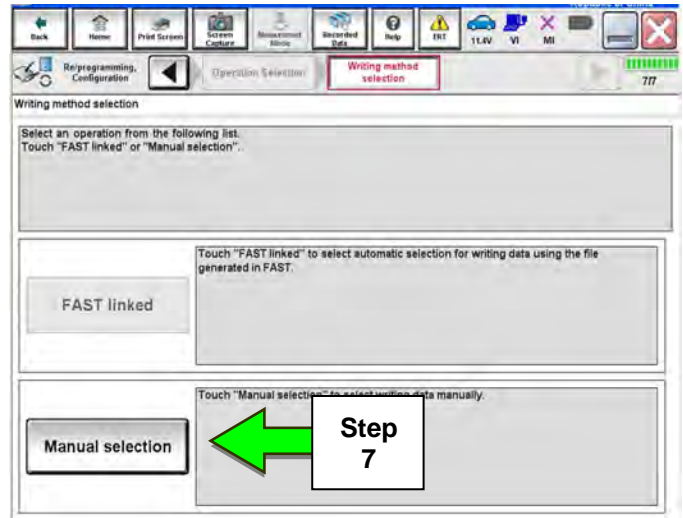 Back
Home
Print Screen
Screen Capture
Measurement Mode
Recorded Data
Help
ERT
11.4V
VI
MI
Re/programming, Configuration
Operation Selection
Writing method selection
7/7
Writing method selection
Select an operation from the following list.
Touch "FAST linked" or "Manual selection".
FAST linked
Touch "FAST linked" to select automatic selection for writing data using the file
generated in FAST.
Manual selection
Touch "Manual selection" to select writing data manually.
Step
7